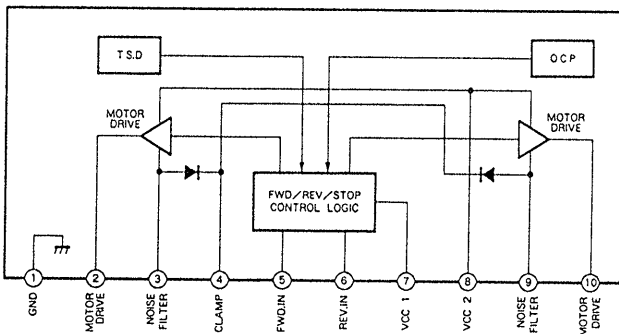 T.S.D
O C P
MOTOR
DRIVE
MOTOR
DRIVE
FWD/REV/STOP
CONTROL LOGIC
1
2
3
4
5
6
7
8
9
10
GND
MOTOR
DRIVE
NOISE
FILTER
CLAMP
FWD.IN
REV.IN
VCC 1
VCC 2
NOISE
FILTER
MOTOR
DRIVE